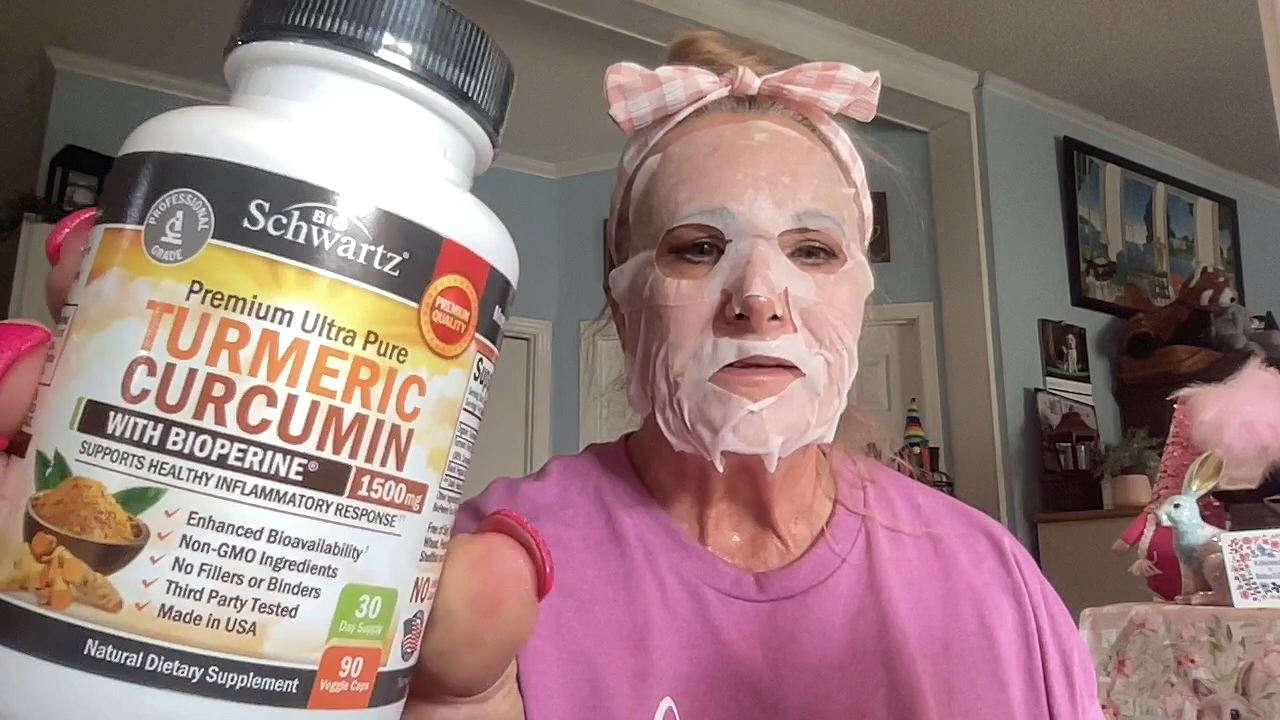 PROFESSIONAL
GRADE
BIO
Schwartz®
PREMIUM
QUALITY
Premium Ultra Pure
TURMERIC
CURCUMIN
WITH BIOPERINE®
1500mg
SUPPORTS HEALTHY INFLAMMATORY RESPONSE
Enhanced Bioavailability
Non-GMO Ingredients
No Fillers or Binders
Third Party Tested
Made in USA
NO
30
Day Supply
90
Veggie Caps
Natural Dietary Supplement